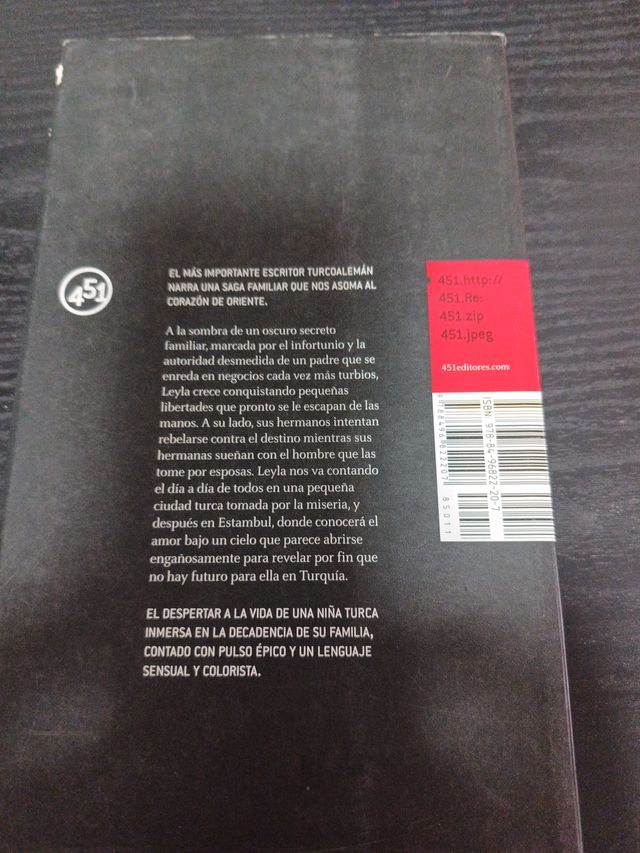 451
EL MÁS IMPORTANTE ESCRITOR TURCOALEMÁN
NARRA UNA SAGA FAMILIAR QUE NOS ASOMA AL
CORAZÓN DE ORIENTE.
A la sombra de un oscuro secreto
familiar, marcada por el infortunio y la
autoridad desmedida de un padre que se
enreda en negocios cada vez más turbios,
Leyla crece conquistando pequeñas
libertades que pronto se le escapan de las
manos. A su lado, sus hermanos intentan
rebelarse contra el destino mientras sus
hermanas sueñan con el hombre que las
tome por esposas. Leyla nos va contando
el día a día de todos en una pequeña
ciudad turca tomada por la miseria, y
después en Estambul, donde conocerá el
amor bajo un cielo que parece abrirse
engañosamente para revelar por fin que
no hay futuro para ella en Turquía.
EL DESPERTAR A LA VIDA DE UNA NIÑA TURCA
INMERSA EN LA DECADENCIA DE SU FAMILIA,
CONTADO CON PULSO ÉPICO Y UN LENGUAJE
SENSUAL Y COLORISTA.
451.http://
451.Re:
451.zip
451.jpeg
451editores.com
ISBN 978-84-96822-20-7
9788496822207
85011